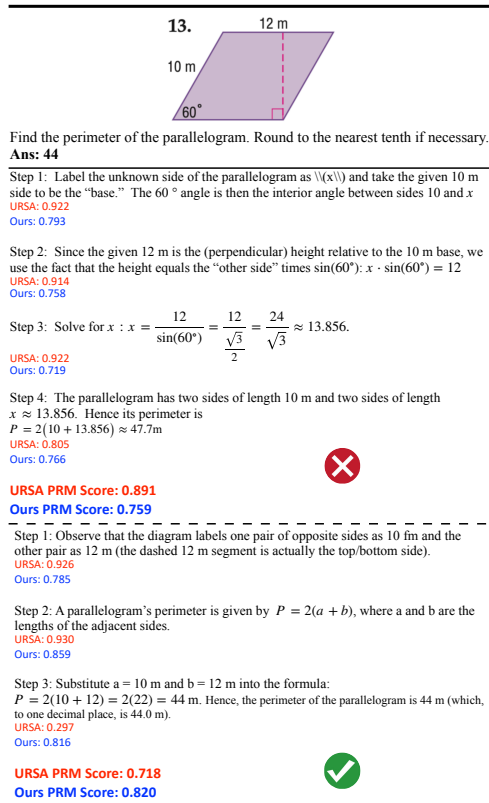 13.
12 m
10 m
60°
Find the perimeter of the parallelogram. Round to the nearest tenth if necessary.
Ans: 44
Step 1: Label the unknown side of the parallelogram as \\(x\\) and take the given 10 m
side to be the “base.” The 60 ° angle is then the interior angle between sides 10 and x
URSA: 0.922
Ours: 0.793
Step 2: Since the given 12 m is the (perpendicular) height relative to the 10 m base, we
use the fact that the height equals the “other side” times sin(60°): x · sin(60°) = 12
URSA: 0.914
Ours: 0.758
Step 3: Solve for x : x = 12 / sin(60°) = 12 / (√3 / 2) = 24 / √3 ≈ 13.856.
URSA: 0.922
Ours: 0.719
Step 4: The parallelogram has two sides of length 10 m and two sides of length
x ≈ 13.856. Hence its perimeter is
P = 2(10 + 13.856) ≈ 47.7m
URSA: 0.805
Ours: 0.766
URSA PRM Score: 0.891
Ours PRM Score: 0.759
Step 1: Observe that the diagram labels one pair of opposite sides as 10 fm and the
other pair as 12 m (the dashed 12 m segment is actually the top/bottom side).
URSA: 0.926
Ours: 0.785
Step 2: A parallelogram’s perimeter is given by P = 2(a + b), where a and b are the
lengths of the adjacent sides.
URSA: 0.930
Ours: 0.859
Step 3: Substitute a = 10 m and b = 12 m into the formula:
P = 2(10 + 12) = 2(22) = 44 m. Hence, the perimeter of the parallelogram is 44 m (which,
to one decimal place, is 44.0 m).
URSA: 0.297
Ours: 0.816
URSA PRM Score: 0.718
Ours PRM Score: 0.820